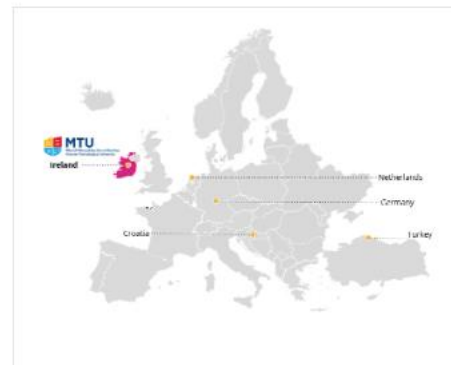 MTU
Ireland
Netherlands
Germany
Croatia
Turkey